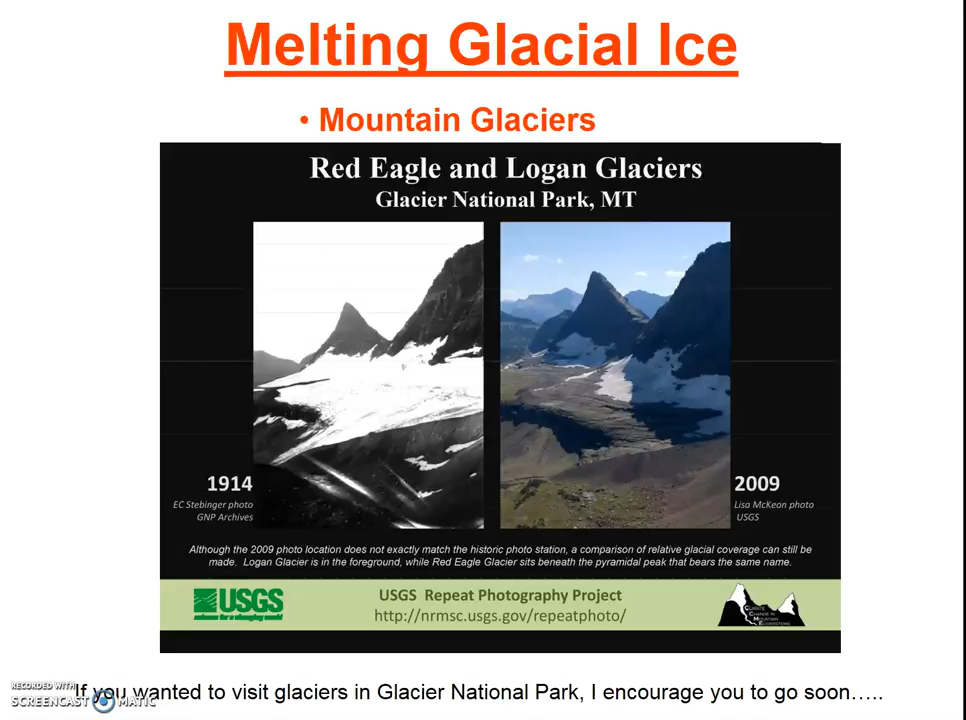 Melting Glacial Ice
• Mountain Glaciers
Red Eagle and Logan Glaciers
Glacier National Park, MT
1914
EC Stebinger photo
GNP Archives
2009
Lisa McKeon photo
USGS
Although the 2009 photo location does not exactly match the historic photo station, a comparison of relative glacial coverage can still be
made. Logan Glacier is in the foreground, while Red Eagle Glacier sits beneath the pyramidal peak that bears the same name.
USGS
USGS Repeat Photography Project
http://nrmsc.usgs.gov/repeatphoto/
If you wanted to visit glaciers in Glacier National Park, I encourage you to go soon…..
RECORDED WITH
SCREENCAST MATIC